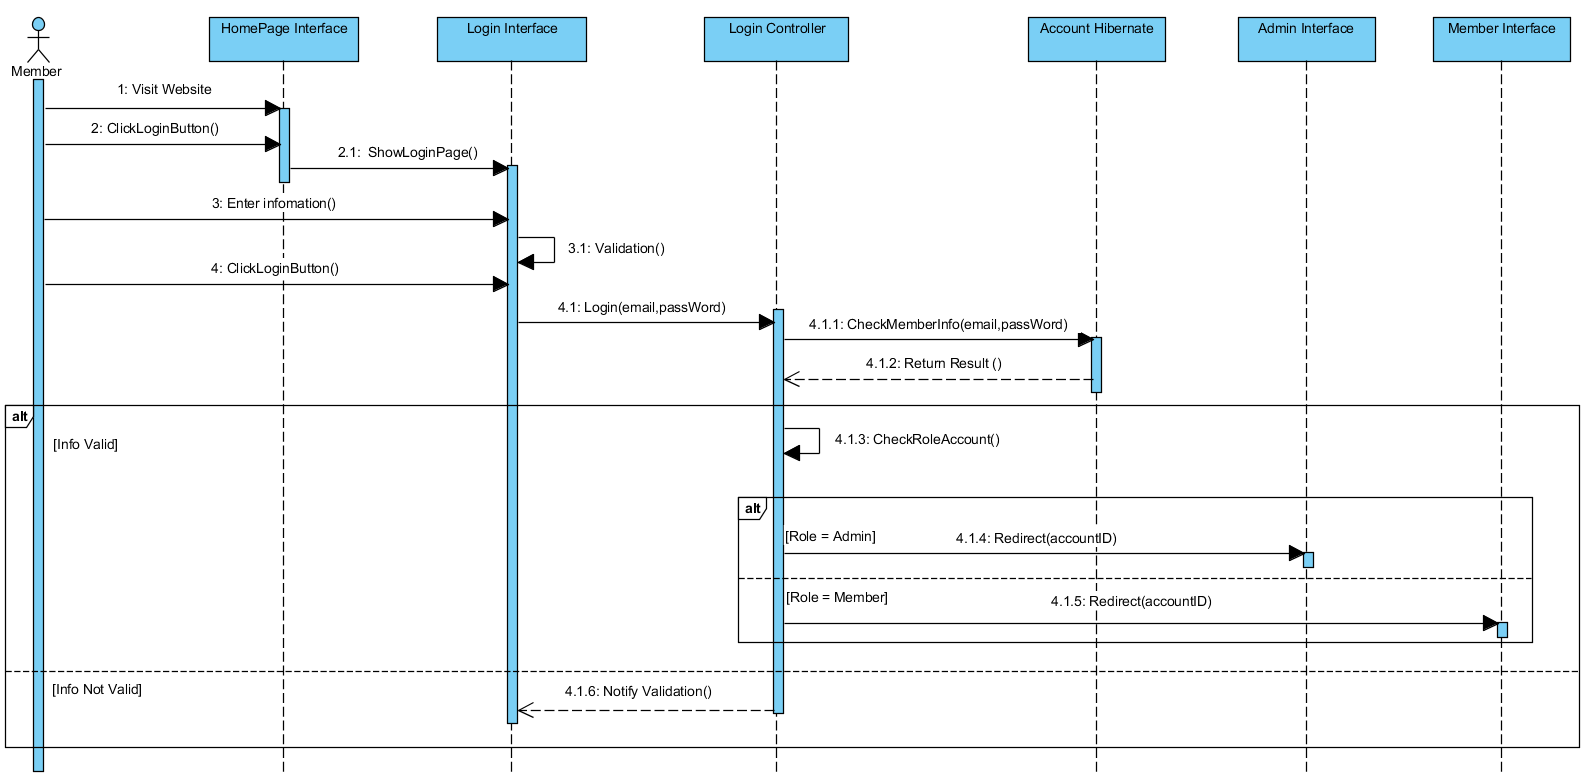 HomePage Interface
Login Interface
Login Controller
Account Hibernate
Admin Interface
Member Interface
Member
1: Visit Website
2: ClickLoginButton()
2.1:  ShowLoginPage()
3: Enter infomation()
3.1: Validation()
4: ClickLoginButton()
4.1: Login(email,passWord)
4.1.1: CheckMemberInfo(email,passWord)
4.1.2: Return Result ()
alt
[Info Valid]
4.1.3: CheckRoleAccount()
alt
[Role = Admin]
4.1.4: Redirect(accountID)
[Role = Member]
4.1.5: Redirect(accountID)
[Info Not Valid]
4.1.6: Notify Validation()